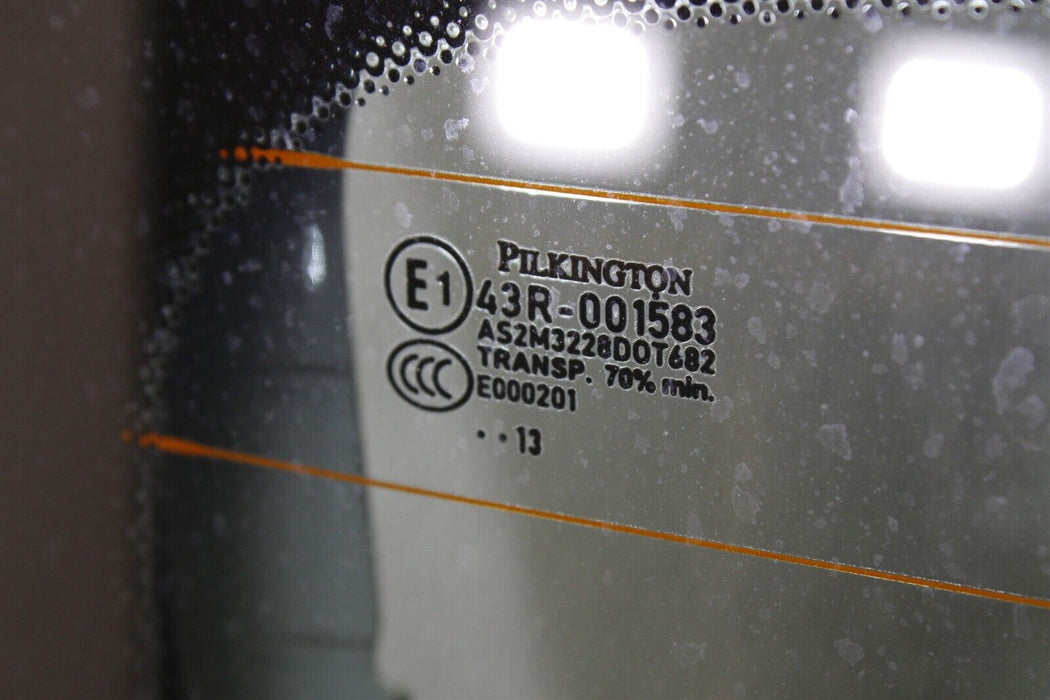 PILKINGTON
E1
43R-001583
AS2M3228DOT682
TRANSP. 70% min.
CCC
E000201
··13